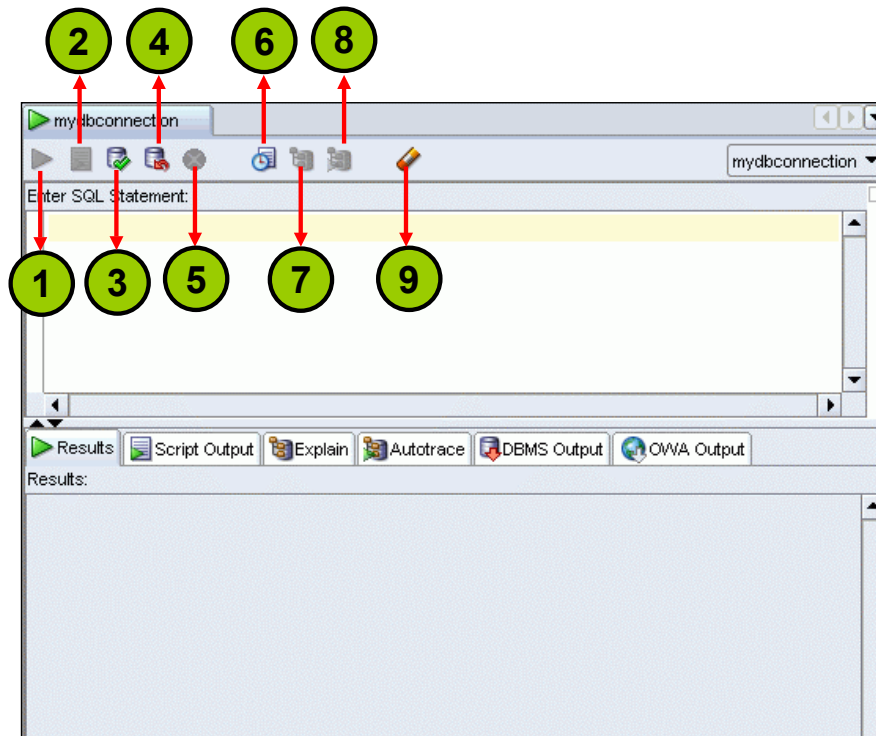 2 4 6 8
mydbconnection
mydbconnection
Enter SQL Statement:
1 3 5 7 9
Results Script Output Explain Autotrace DBMS Output OWA Output
Results: